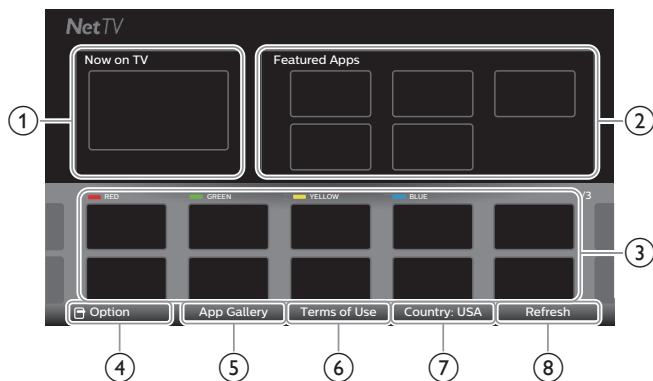 NetTV
Now on TV
Featured Apps
1
2
RED GREEN YELLOW BLUE /3
3
Option App Gallery Terms of Use Country: USA Refresh
4 5 6 7 8